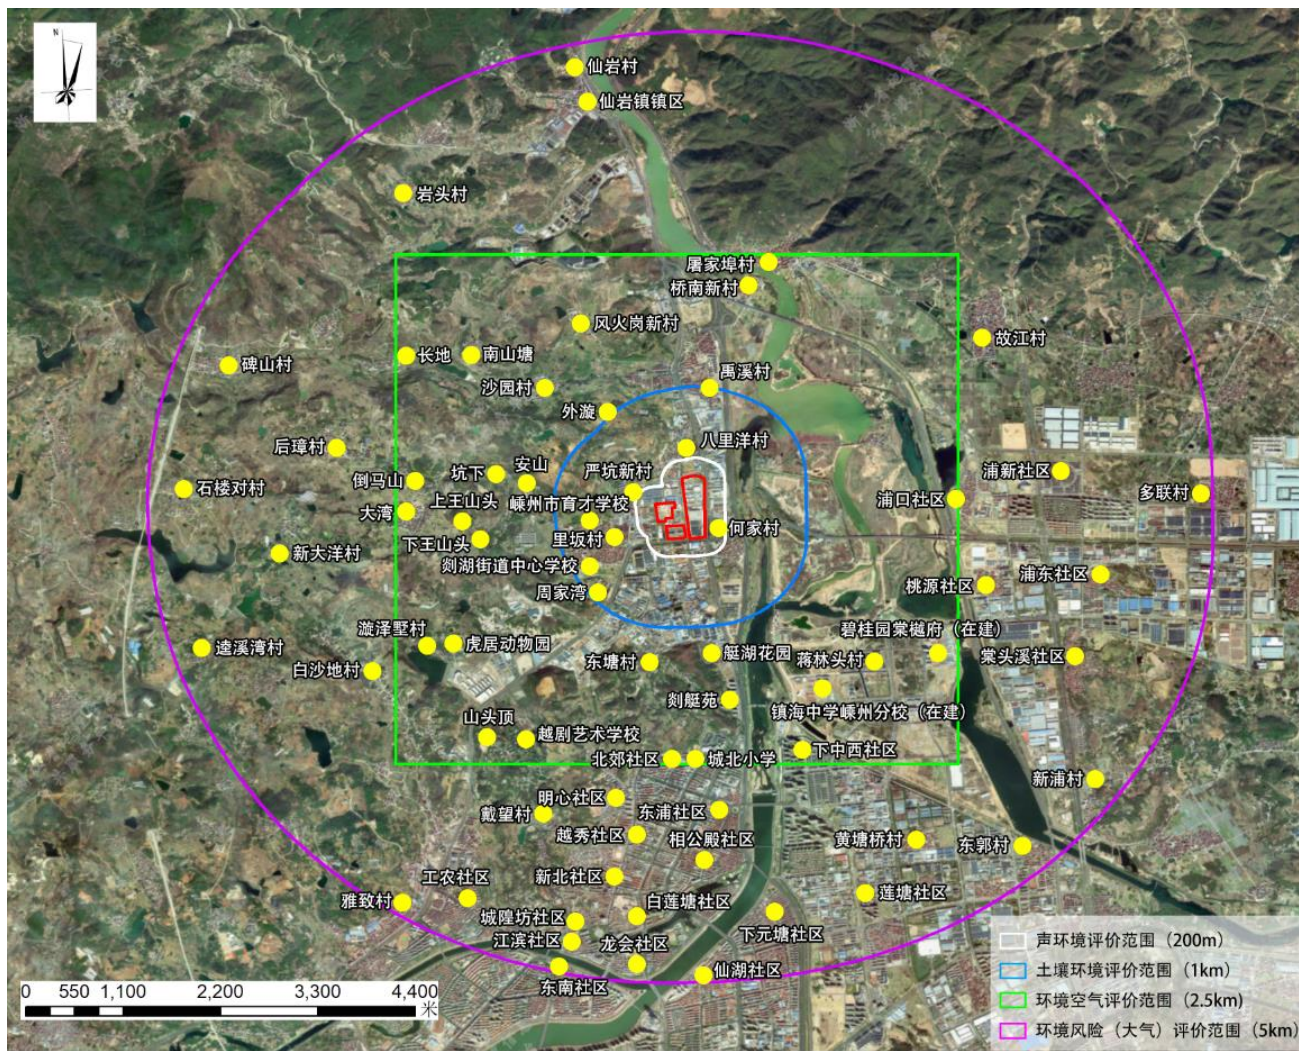 N
仙岩村
仙岩镇镇区
岩头村
屠家埠村
桥南新村
风火岗新村
故江村
长地
南山塘
碑山村
禹溪村
沙园村
外漩
八里洋村
后璋村
安山
严坑新村
坑下
倒马山
浦新社区
石楼对村
上王山头
嵊州市育才学校
浦口社区
多联村
大湾
何家村
里坂村
下王山头
新大洋村
剡湖街道中心学校
浦东社区
桃源社区
周家湾
漩泽墅村
虎居动物园
碧桂园棠樾府（在建）
逵溪湾村
东塘村
艇湖花园
蒋林头村
棠头溪社区
白沙地村
剡艇苑
镇海中学嵊州分校（在建）
山头顶
越剧艺术学校
北郊社区
城北小学
下中西社区
新浦村
明心社区
戴望村
东浦社区
越秀社区
相公殿社区
黄塘桥村
东郭村
新北社区
工农社区
莲塘社区
雅致村
白莲塘社区
城隍坊社区
下元塘社区
江滨社区
龙会社区
东南社区
仙湖社区
声环境评价范围（200m）
土壤环境评价范围（1km）
环境空气评价范围（2.5km）
环境风险（大气）评价范围（5km）
0 550 1,100 2,200 3,300 4,400
米